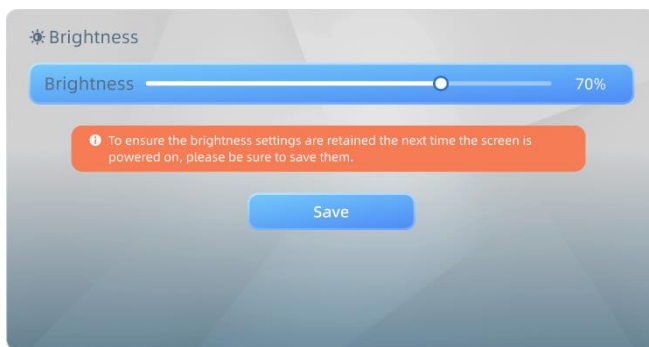 Brightness
Brightness 70%
To ensure the brightness settings are retained the next time the screen is
powered on, please be sure to save them.
Save